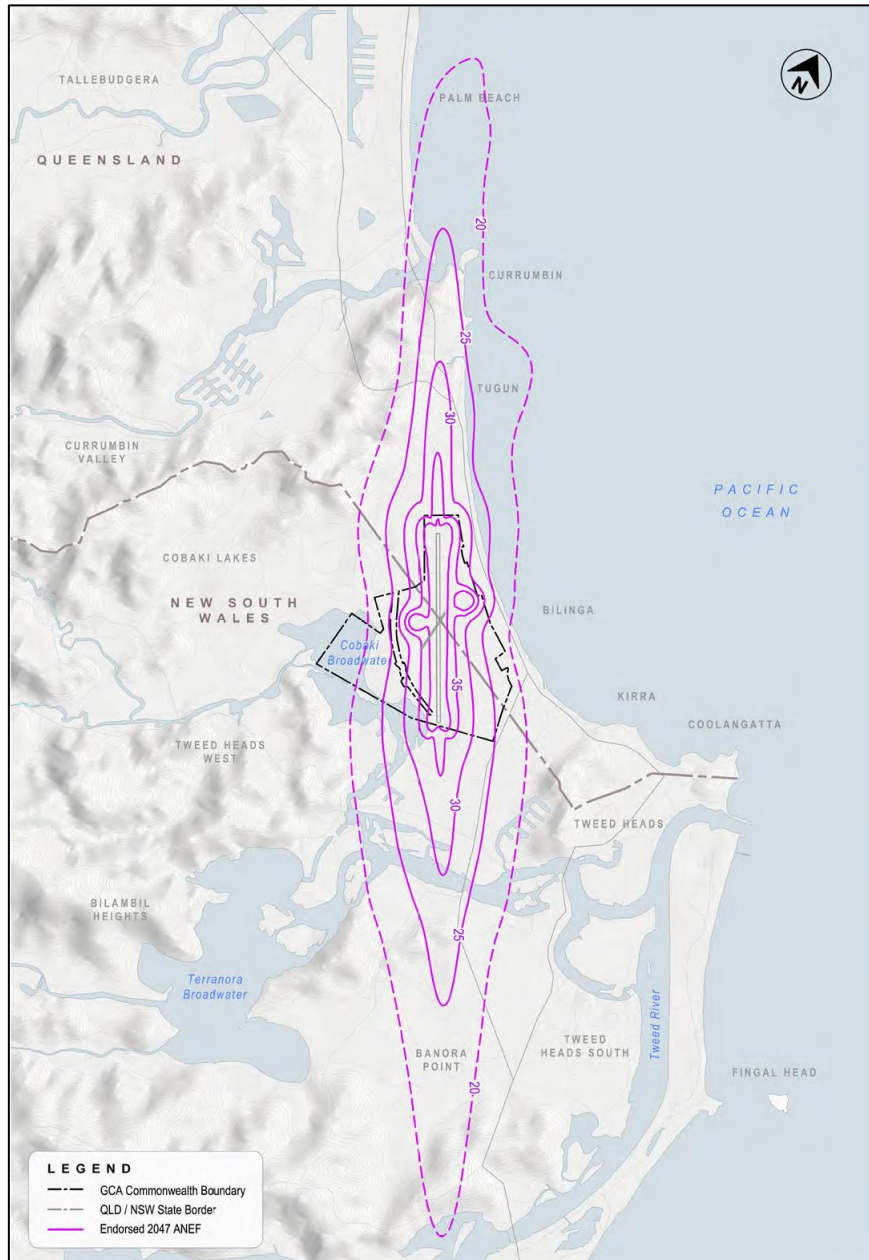 TALLEBUDGERA
PALM BEACH
N
QUEENSLAND
20
CURRUMBIN
25
TUGUN
30
CURRUMBIN
VALLEY
PACIFIC
OCEAN
COBAKI LAKES
NEW SOUTH
WALES
BILINGA
Cobaki
Broadwater
35
KIRRA
COOLANGATTA
TWEED HEADS
WEST
30
TWEED HEADS
BILAMBIL
HEIGHTS
25
Terranora
Broadwater
Tweed River
BANORA
POINT
TWEED
HEADS SOUTH
FINGAL HEAD
20
LEGEND
GCA Commonwealth Boundary
QLD / NSW State Border
Endorsed 2047 ANEF